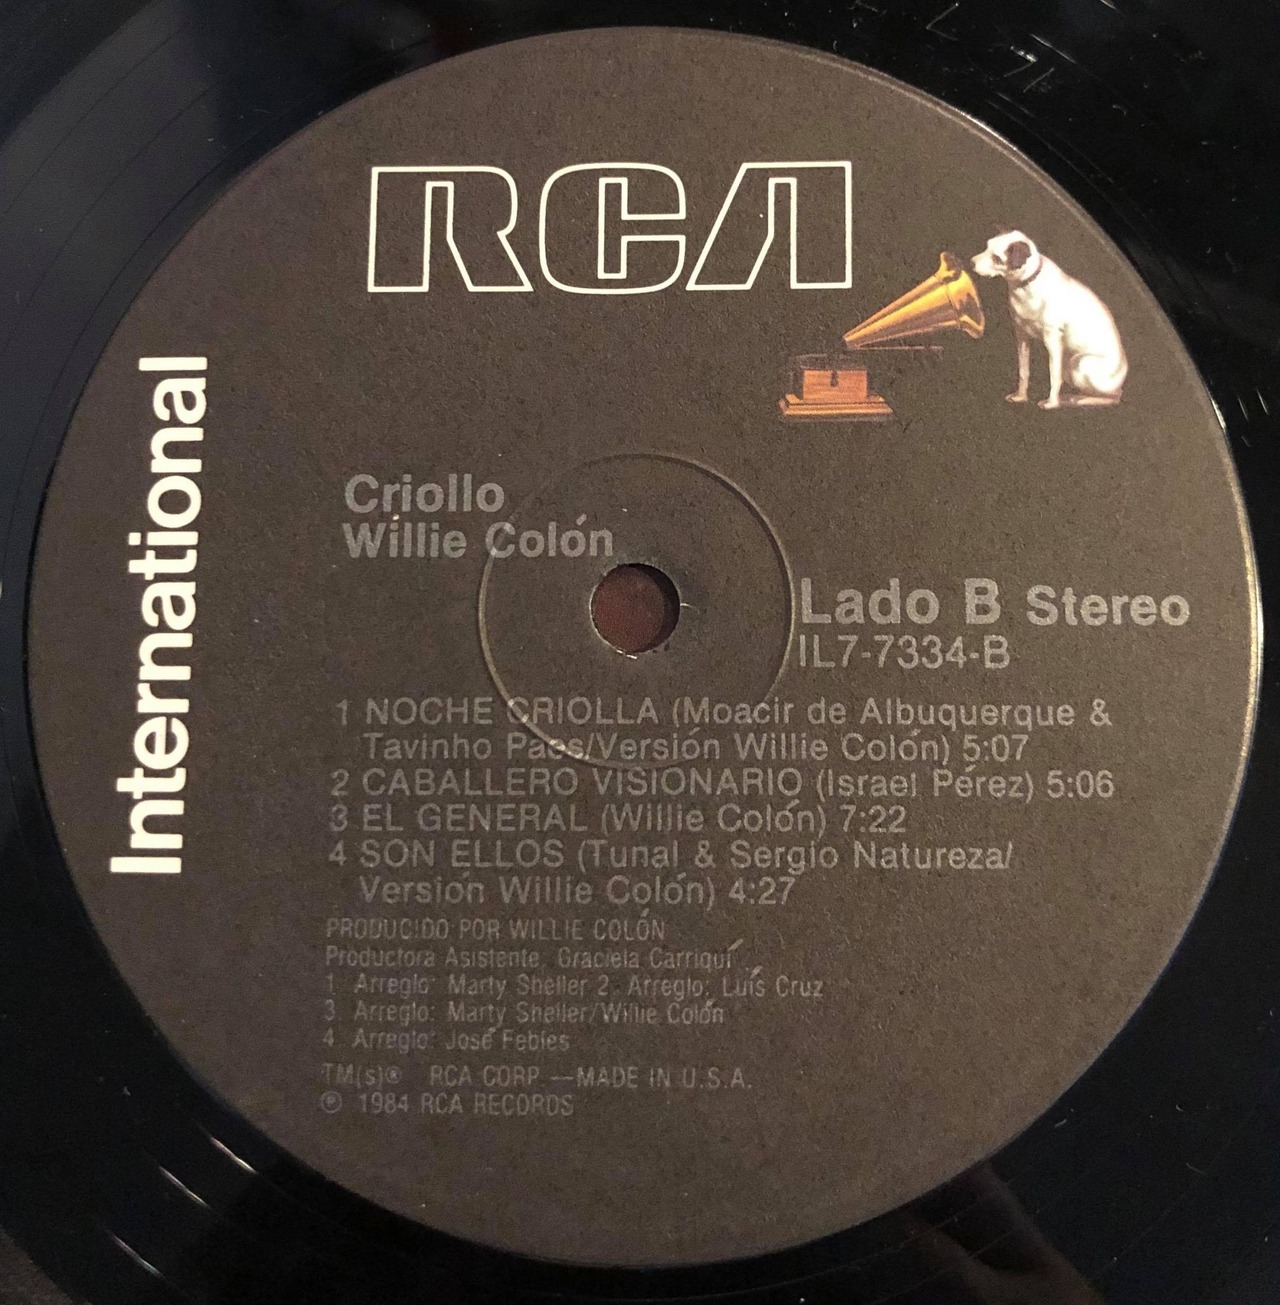 RCA
International
Criollo
Willie Colón
Lado B Stereo
IL7-7334-B
1 NOCHE CRIOLLA (Moacir de Albuquerque &
Tavinho Paes/Versión Willie Colón) 5:07
2 CABALLERO VISIONARIO (Israel Pérez) 5:06
3 EL GENERAL (Willie Colón) 7:22
4 SON ELLOS (Tunai & Sergio Natureza/
Versión Willie Colón) 4:27
PRODUCIDO POR WILLIE COLÓN
Productora Asistente. Graciela Carriquí
1. Arreglo: Marty Sheller 2. Arreglo: Luís Cruz
3. Arreglo: Marty Sheller/Willie Colón
4. Arreglo: José Febles
TM(s)® RCA CORP.—MADE IN U.S.A.
℗ 1984 RCA RECORDS